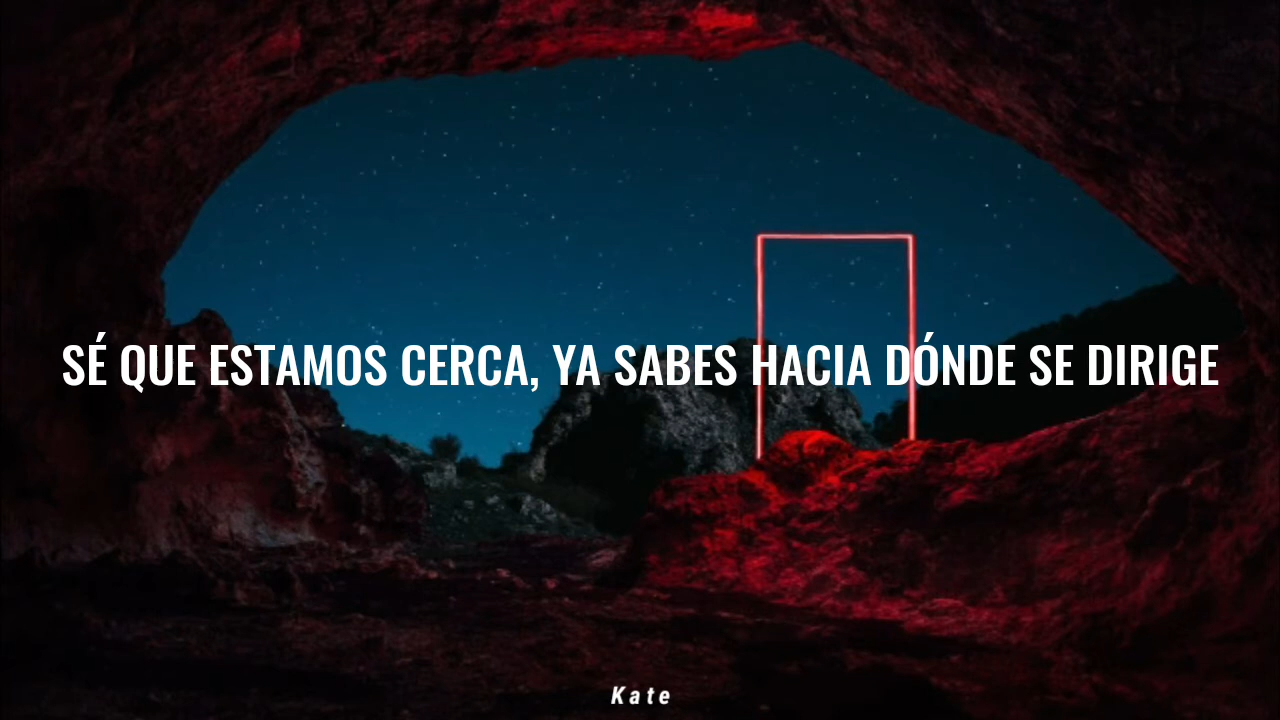 SÉ QUE ESTAMOS CERCA, YA SABES HACIA DÓNDE SE DIRIGE
Kate